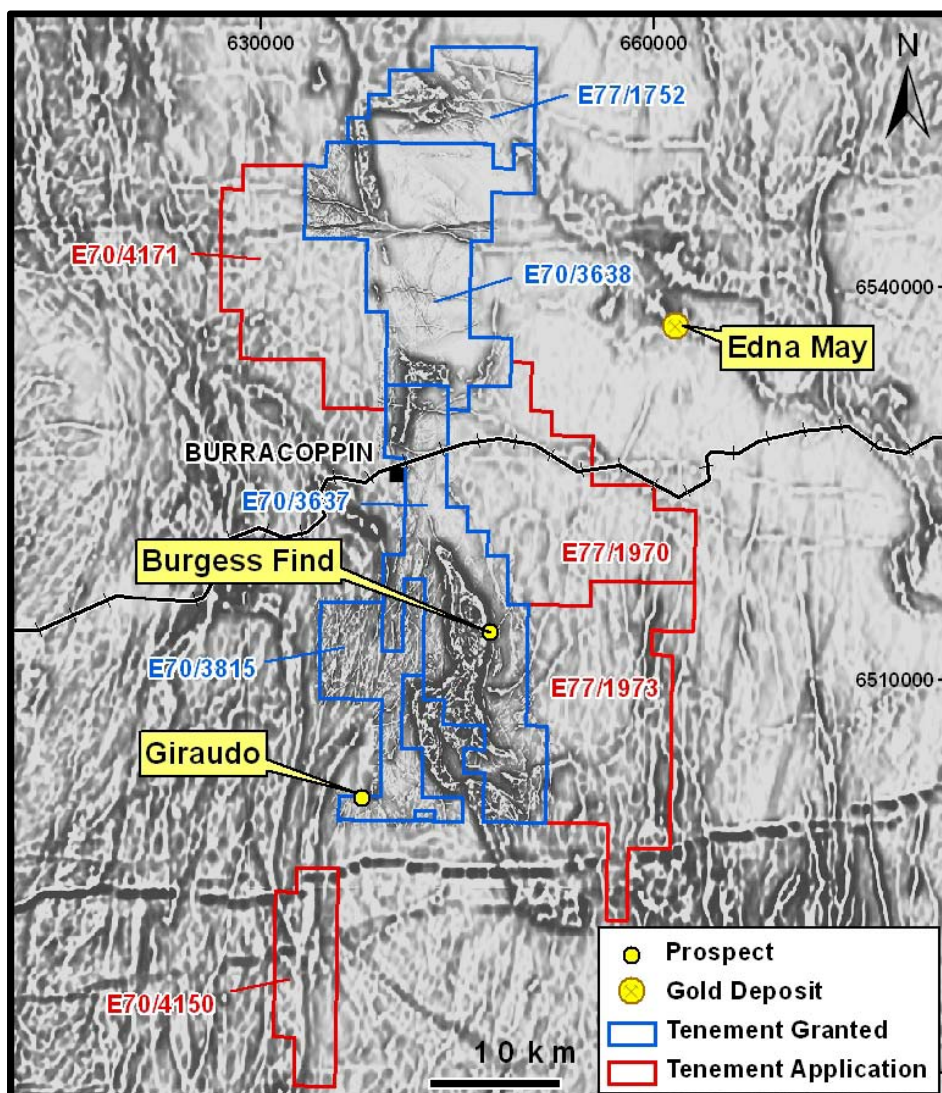 630000
660000
N
E77/1752
E70/4171
E70/3638
6540000
Edna May
BURRACOPPIN
E70/3637
Burgess Find
E77/1970
E70/3815
E77/1973
6510000
Giraudo
E70/4150
10 km
Prospect
Gold Deposit
Tenement Granted
Tenement Application